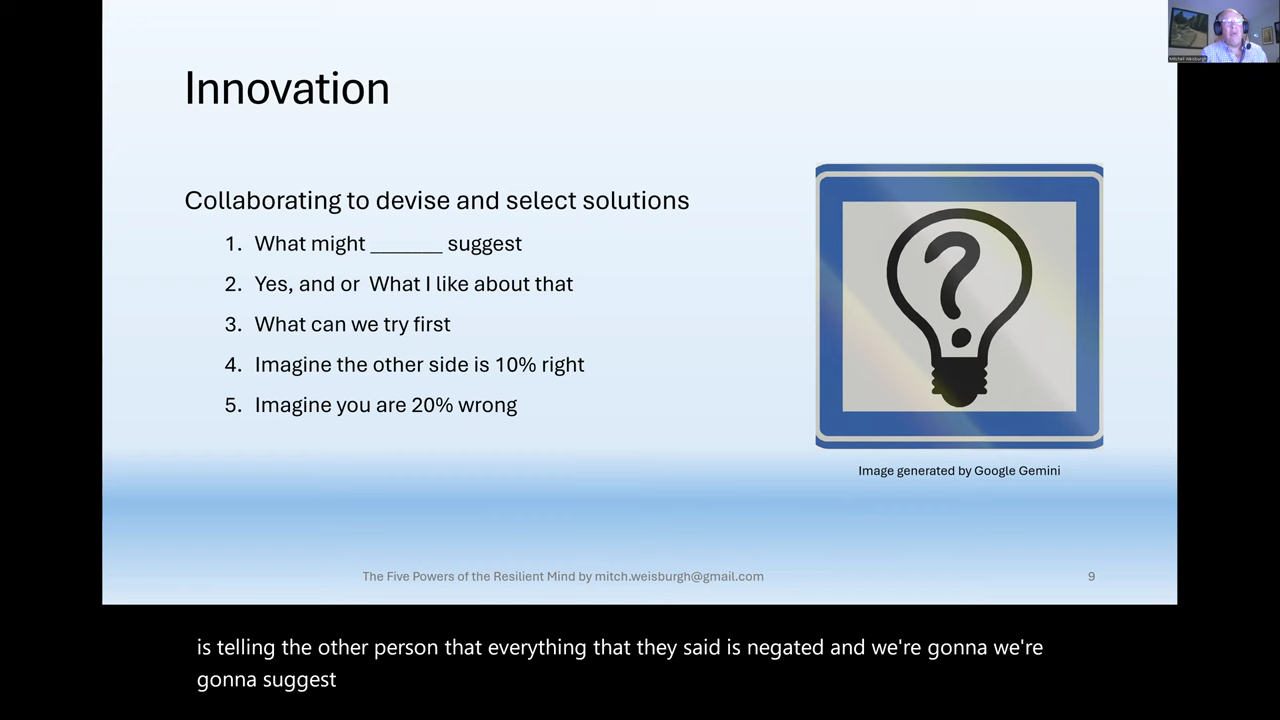 Innovation
Collaborating to devise and select solutions
1. What might _______ suggest
2. Yes, and or  What I like about that
3. What can we try first
4. Imagine the other side is 10% right
5. Imagine you are 20% wrong
?
Image generated by Google Gemini
The Five Powers of the Resilient Mind by mitch.weisburgh@gmail.com
9
Mitchell Weisburgh
is telling the other person that everything that they said is negated and we're gonna we're
gonna suggest